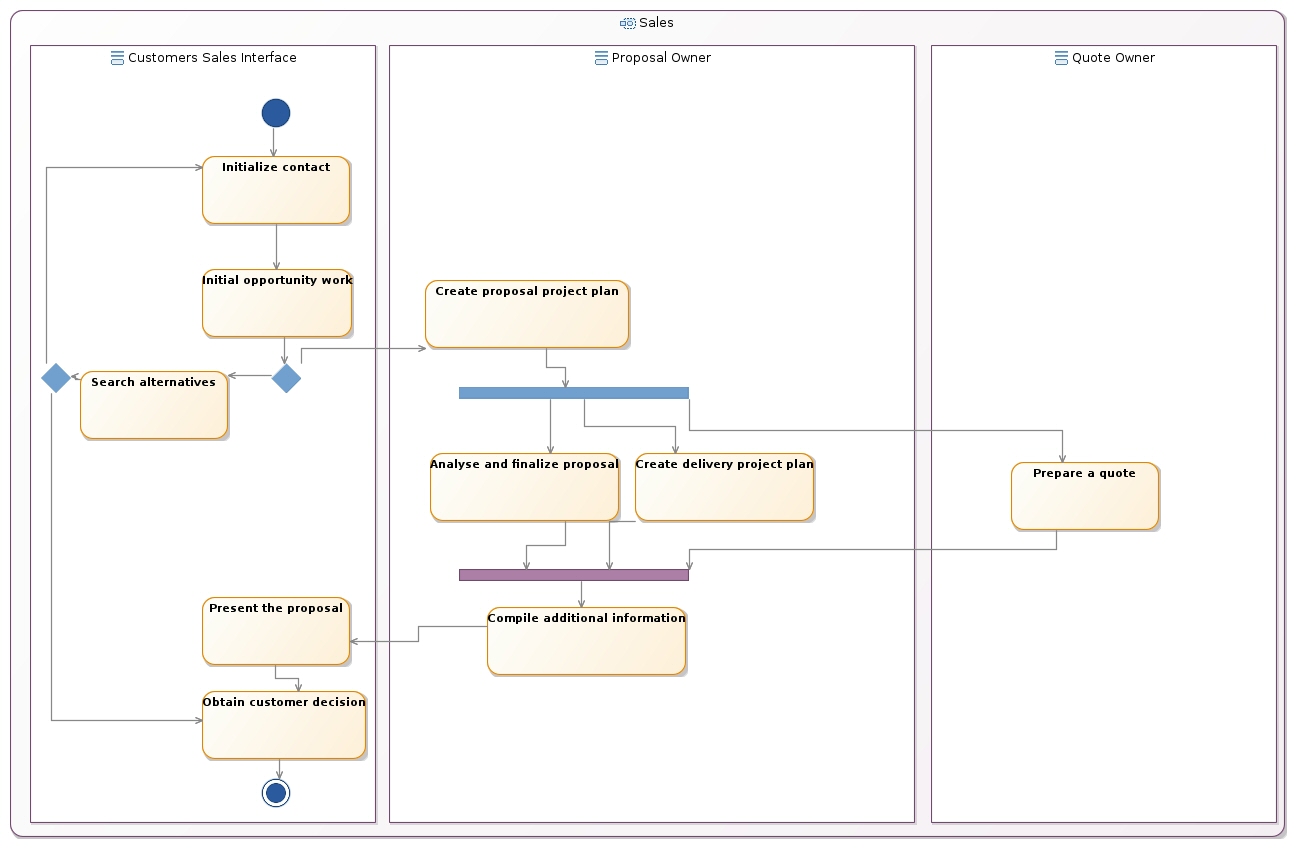 Sales
Customers Sales Interface
Proposal Owner
Quote Owner
Initialize contact
Initial opportunity work
Create proposal project plan
Search alternatives
Analyse and finalize proposal
Create delivery project plan
Prepare a quote
Present the proposal
Compile additional information
Obtain customer decision